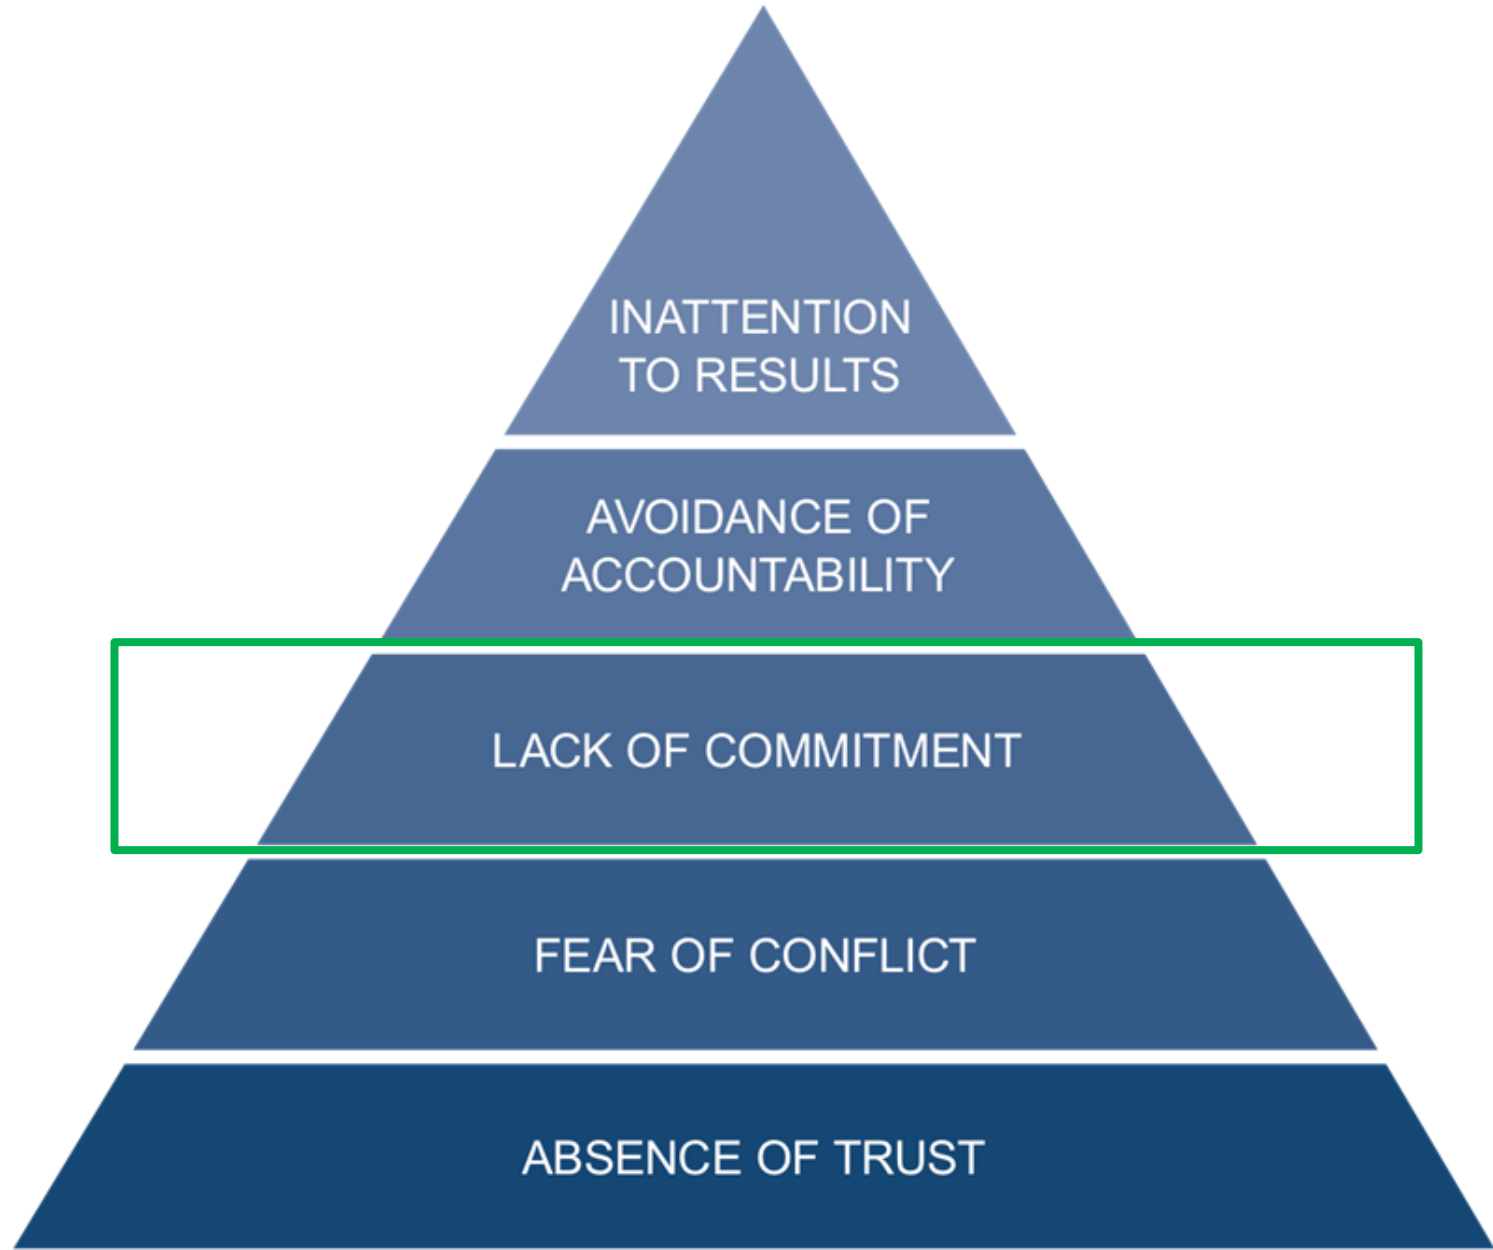 INATTENTION
TO RESULTS
AVOIDANCE OF
ACCOUNTABILITY
LACK OF COMMITMENT
FEAR OF CONFLICT
ABSENCE OF TRUST